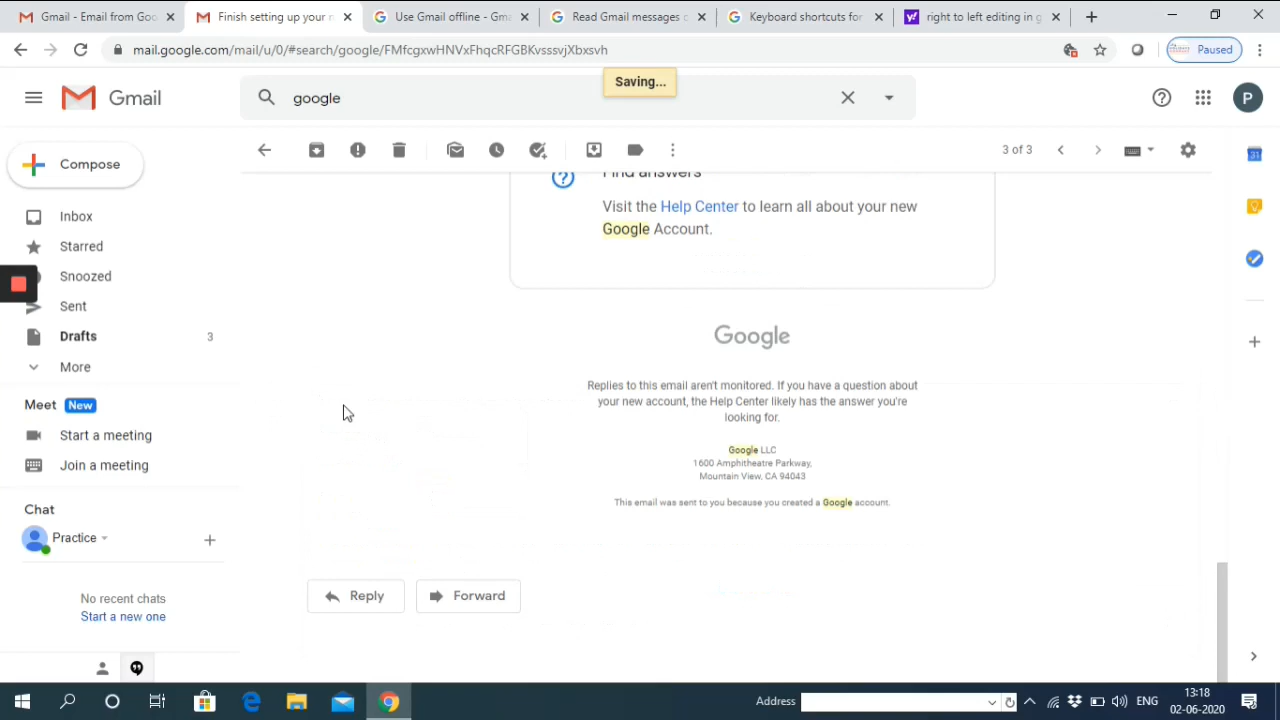 Gmail - Email from Goo
Finish setting up your n
Use Gmail offline - Gma
Read Gmail messages o
Keyboard shortcuts for
right to left editing in g
mail.google.com/mail/u/0/#search/google/FMfcgxwHNVxFhqcRFGBKvsssvjXbxsvh
Paused
Gmail
google
Saving...
P
Compose
3 of 3
31
Inbox
Starred
Snoozed
Sent
Drafts
3
More
Meet
New
Start a meeting
Join a meeting
Chat
Practice
No recent chats
Start a new one
Find answers
Visit the Help Center to learn all about your new
Google Account.
Google
Replies to this email aren't monitored. If you have a question about
your new account, the Help Center likely has the answer you're
looking for.
Google LLC
1600 Amphitheatre Parkway,
Mountain View, CA 94043
This email was sent to you because you created a Google account.
Reply
Forward
Address
ENG
13:18
02-06-2020